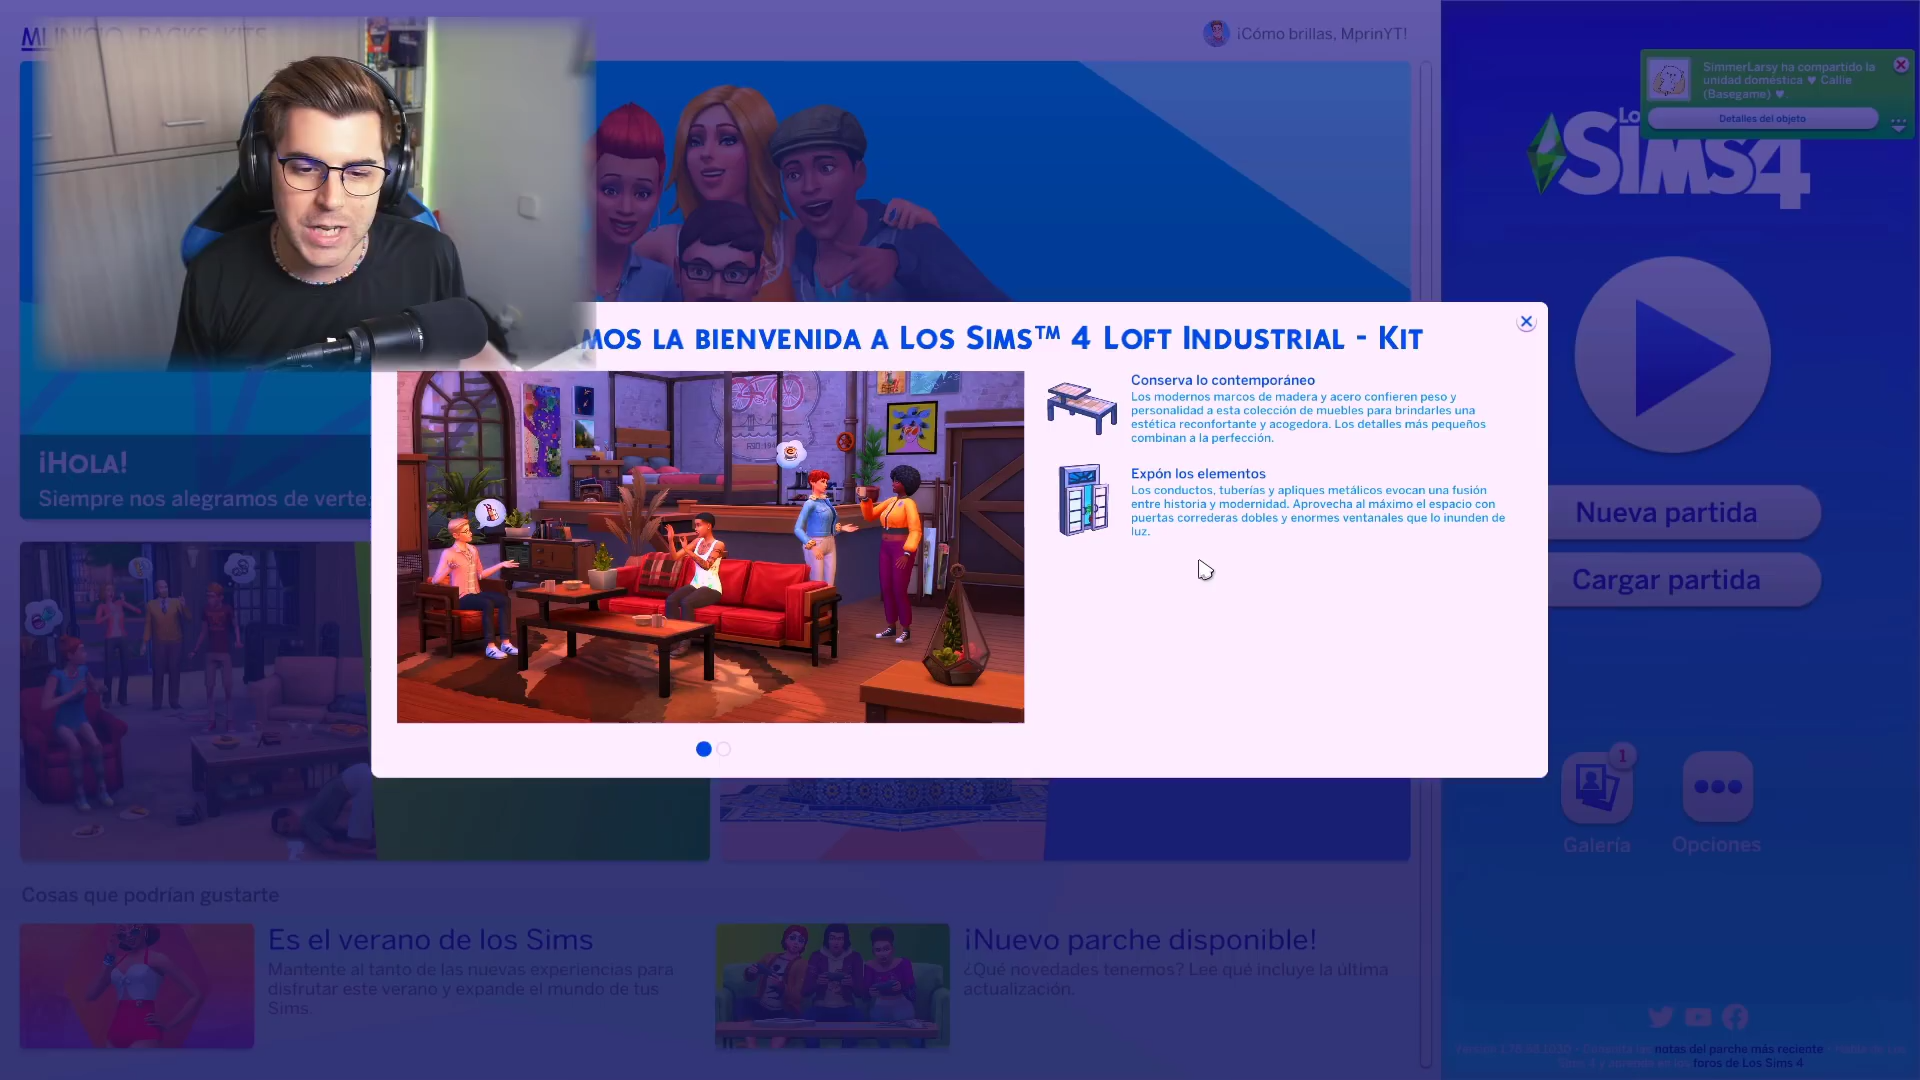 MI INICIO PACKS KITS
¡Cómo brillas, MprinYT!
SimmerLarsy ha compartido la
unidad doméstica ♥ Callie
(Basegame) ♥.
Detalles del objeto
Sims 4
MOS LA BIENVENIDA A LOS SIMS™ 4 LOFT INDUSTRIAL - KIT
Conserva lo contemporáneo
Los modernos marcos de madera y acero confieren peso y
personalidad a esta colección de muebles para brindarles una
estética reconfortante y acogedora. Los detalles más pequeños
combinan a la perfección.
Expón los elementos
Los conductos, tuberías y apliques metálicos evocan una fusión
entre historia y modernidad. Aprovecha al máximo el espacio con
puertas correderas dobles y enormes ventanales que lo inunden de
luz.
¡HOLA!
Siempre nos alegramos de verte
Nueva partida
Cargar partida
1
Galería
Opciones
Cosas que podrían gustarte
Es el verano de los Sims
Mantente al tanto de las nuevas experiencias para
disfrutar este verano y expande el mundo de tus
Sims.
¡Nuevo parche disponible!
¿Qué novedades tenemos? Lee qué incluye la última
actualización.
notas del parche más reciente
foros de Los Sims 4